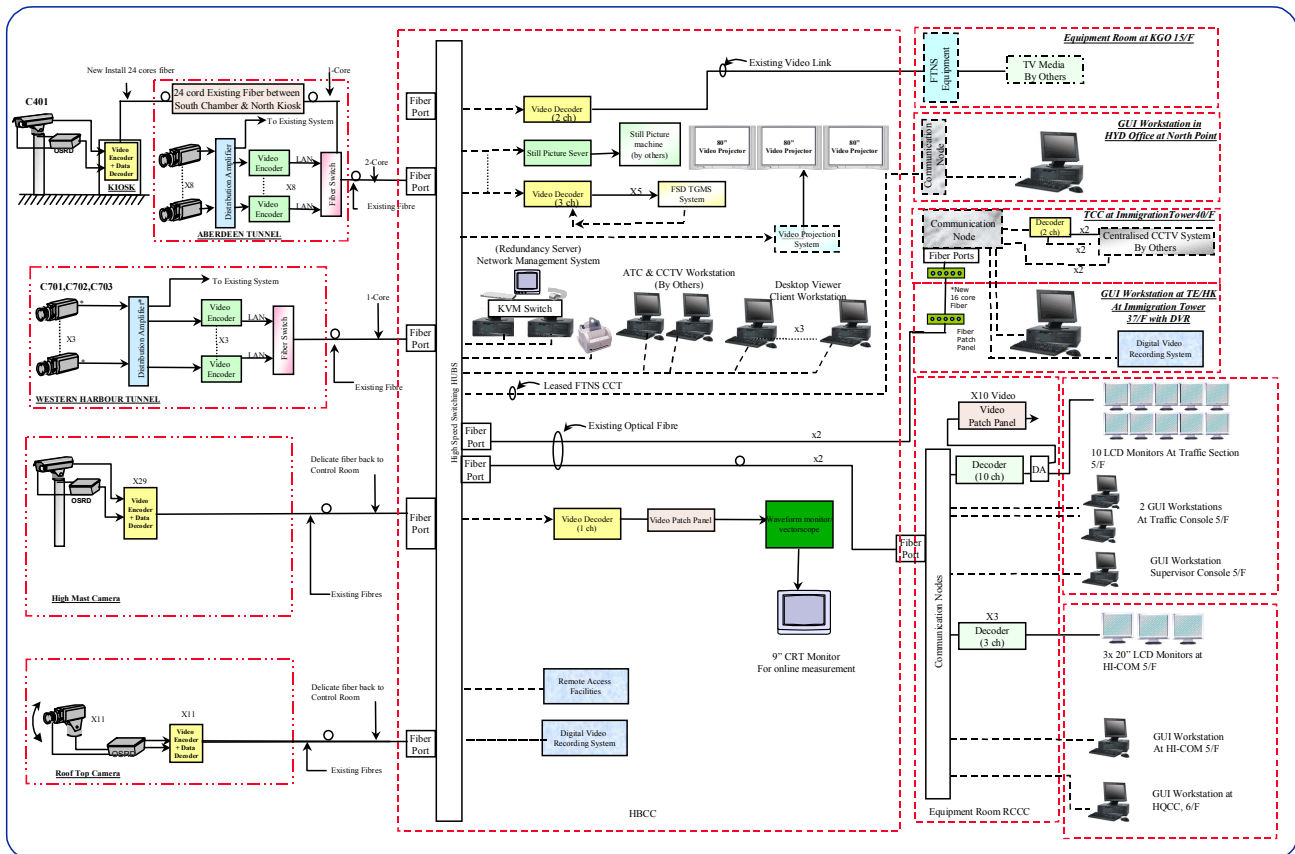 New Install 24 cores fiber
C401
OSRD
Video
Encoder
+ Data
Decoder
KIOSK
1-Core
24 cord Existing Fiber between
South Chamber & North Kiosk
To Existing System
X8
Distribution Amplifier
Video
Encoder
X8
Video
Encoder
LAN
LAN
Fiber Switch
ABERDEEN TUNNEL
2-Core
Existing Fibre
C701,C702,C703
*
X3
*
Distribution Amplifier*
To Existing System
Video
Encoder
X3
Video
Encoder
LAN
LAN
Fiber Switch
WESTERN HARBOUR TUNNEL
1-Core
Existing Fibre
OSRD
X29
Video
Encoder
+ Data
Decoder
High Mast Camera
Delicate fiber back to
Control Room
Existing Fibres
X11
OSRD
X11
Video
Encoder
+ Data
Decoder
Roof Top Camera
Delicate fiber back to
Control Room
Existing Fibres
Fiber
Port
Fiber
Port
Fiber
Port
Fiber
Port
Fiber
Port
Fiber
Port
Fiber
Port
High Speed Switching HUBS
Existing Video Link
Video Decoder
(2 ch)
Still Picture Sever
Still Picture
machine
(by others)
80”
Video Projector
80”
Video Projector
80”
Video Projector
Video Decoder
(3 ch)
X5
FSD TGMS
System
Video Projection
System
(Redundancy Server)
Network Management System
KVM Switch
ATC & CCTV Workstation
(By Others)
Desktop Viewer
Client Workstation
x3
Leased FTNS CCT
Existing Optical Fibre
x2
x2
Video Decoder
(1 ch)
Video Patch Panel
Waveform monitor/
vectorscope
9” CRT Monitor
For online measurement
Remote Access
Facilities
Digital Video
Recording System
HBCC
Equipment Room at KGO 15/F
FTNS
Equipment
TV Media
By Others
GUI Workstation in
HYD Office at North Point
Communication
Node
TCC at ImmigrationTower40/F
Communication
Node
Fiber Ports
Decoder
(2 ch)
x2
x2
x2
Centralised CCTV System
By Others
*New
16 core
Fiber
Fiber
Patch
Panel
GUI Workstation at TE/HK
At Immigration Tower
37/F with DVR
Digital Video
Recording System
X10 Video
Video
Patch Panel
Decoder
(10 ch)
DA
10 LCD Monitors At Traffic Section
5/F
2 GUI Workstations
At Traffic Console 5/F
GUI Workstation
Supervisor Console 5/F
Fiber
Port
Communication Nodes
X3
Decoder
(3 ch)
3x 20” LCD Monitors at
HI-COM 5/F
GUI Workstation
At HI-COM 5/F
GUI Workstation at
HQCC, 6/F
Equipment Room RCCC